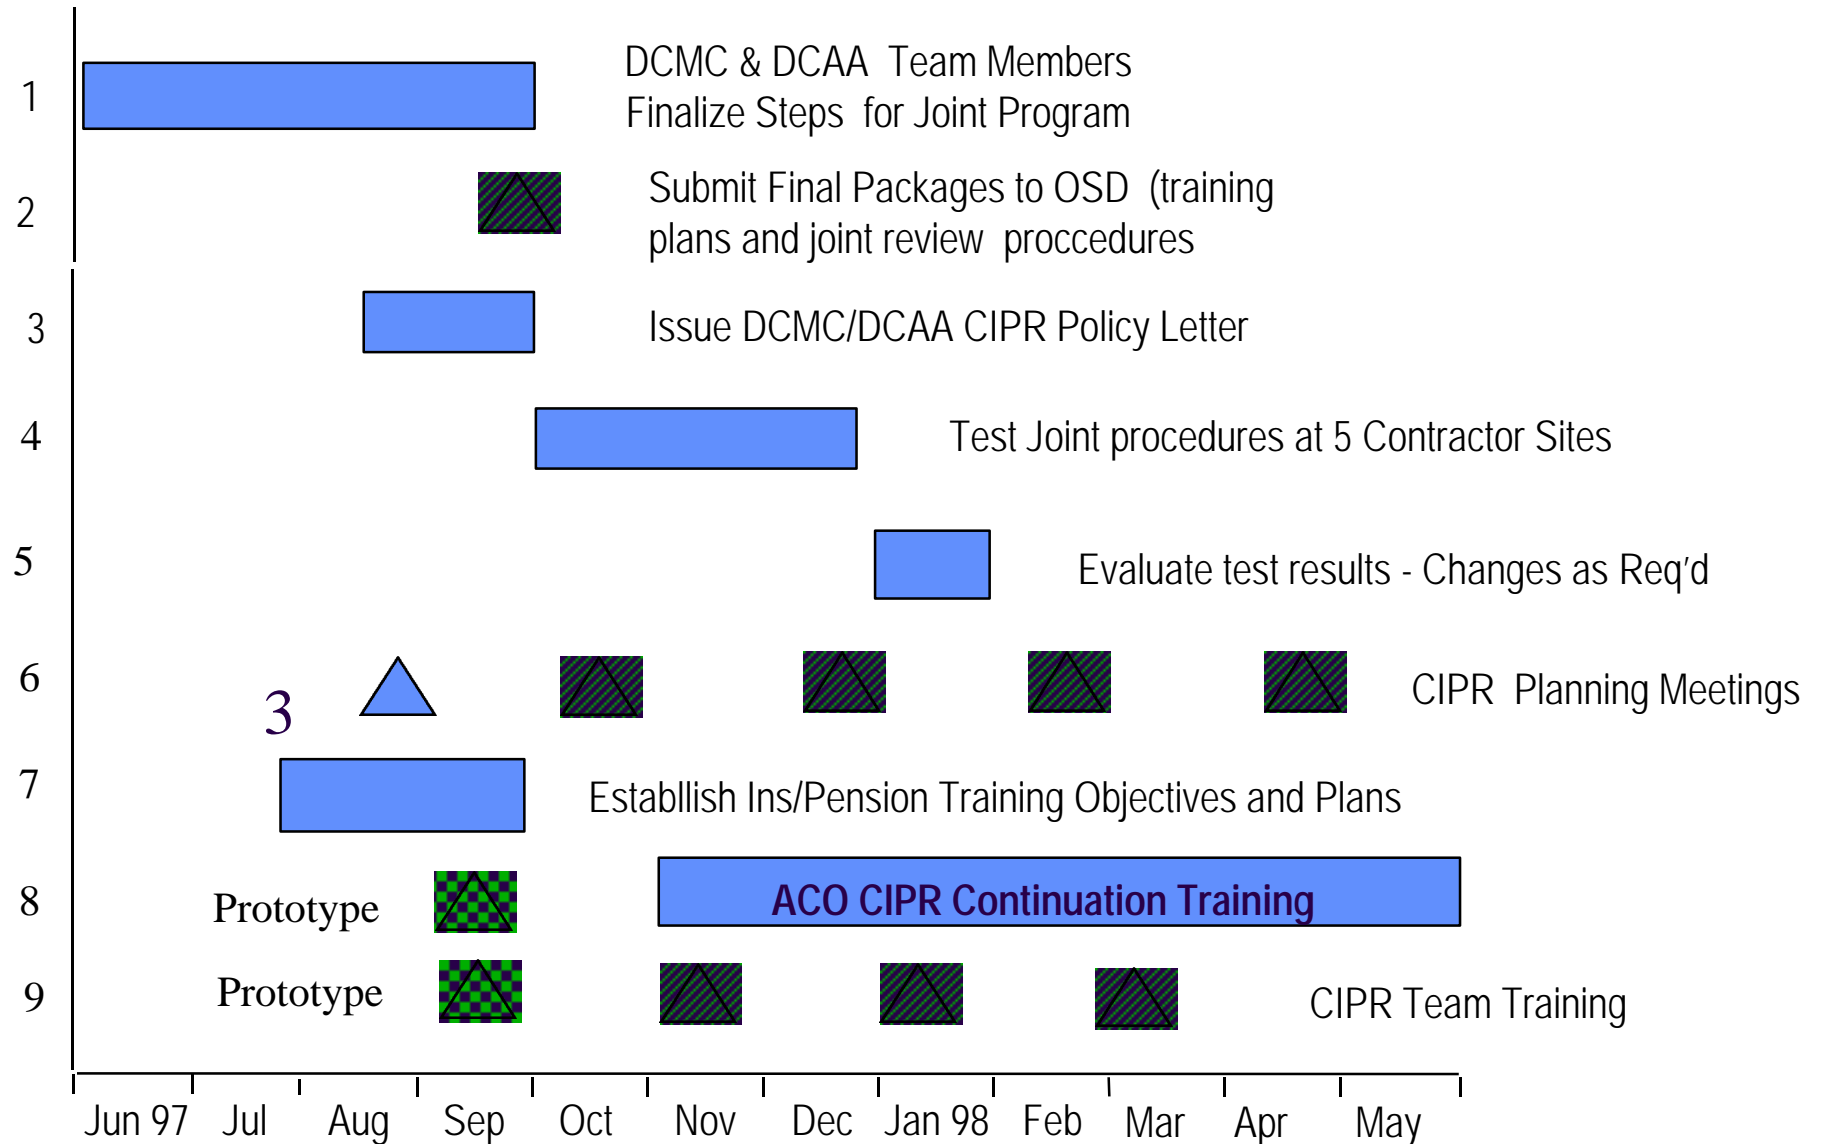 1
DCMC & DCAA Team Members
Finalize Steps for Joint Program
2
Submit Final Packages to OSD (training
plans and joint review proccedures
3
Issue DCMC/DCAA CIPR Policy Letter
4
Test Joint procedures at 5 Contractor Sites
5
Evaluate test results - Changes as Req'd
6
3
CIPR Planning Meetings
7
Establlish Ins/Pension Training Objectives and Plans
8
Prototype
ACO CIPR Continuation Training
9
Prototype
CIPR Team Training
Jun 97 Jul Aug Sep Oct Nov Dec Jan 98 Feb Mar Apr May